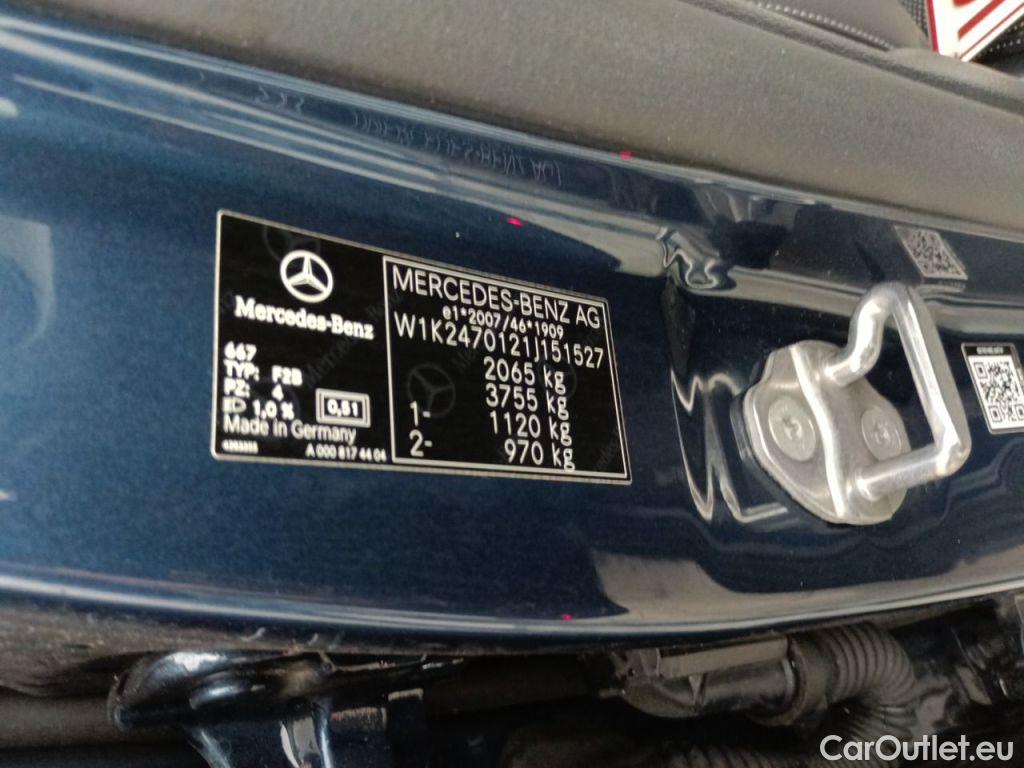 Mercedes-Benz
667
TYP: F2B
PZ: 4
1,0 %
0,51
Made in Germany
A 000 817 44 04
MERCEDES-BENZ AG
e1*2007/46*1909
W1K2470121J151527
2065 kg
3755 kg
1- 1120 kg
2- 970 kg
CarOutlet.eu